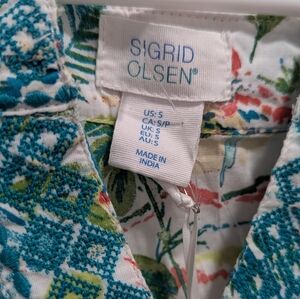 SIGRID
OLSEN®
US: S
CA: S/P
UK: S
EU: S
AU: S
MADE IN
INDIA